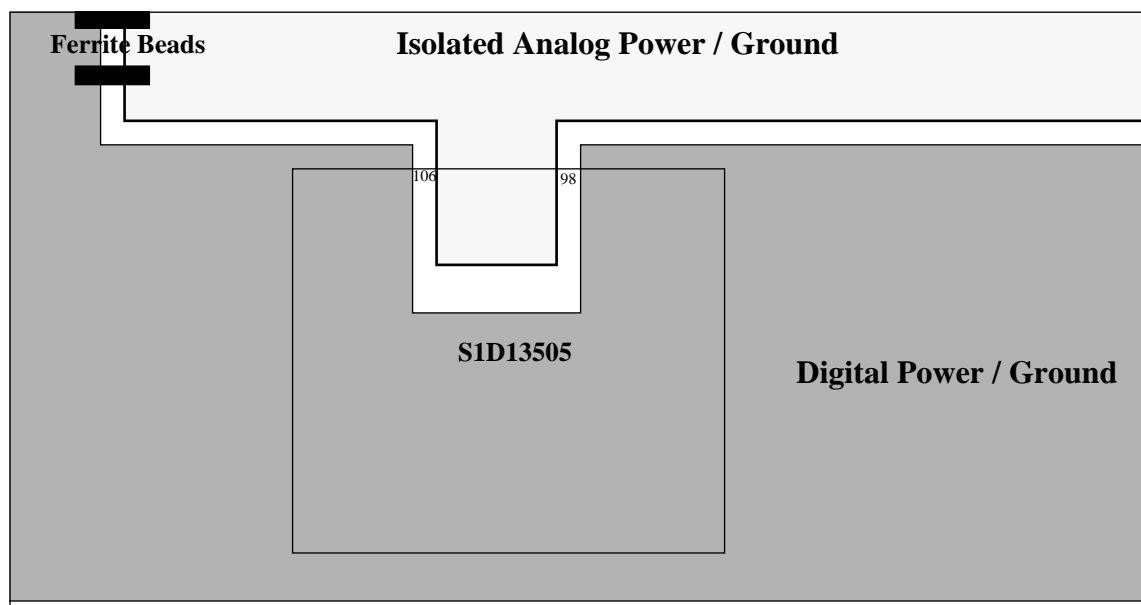 Ferrite Beads
Isolated Analog Power / Ground
106
98
S1D13505
Digital Power / Ground